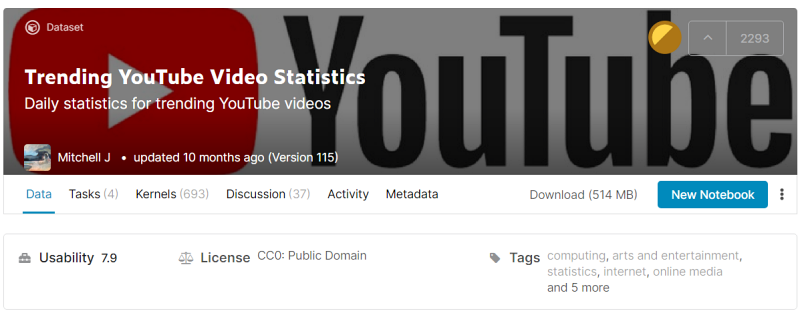 Dataset
2293
YouTube
Trending YouTube Video Statistics
Daily statistics for trending YouTube videos
Mitchell J • updated 10 months ago (Version 115)
Data Tasks (4) Kernels (693) Discussion (37) Activity Metadata Download (514 MB) New Notebook
Usability 7.9 License CC0: Public Domain Tags computing, arts and entertainment,
statistics, internet, online media
and 5 more